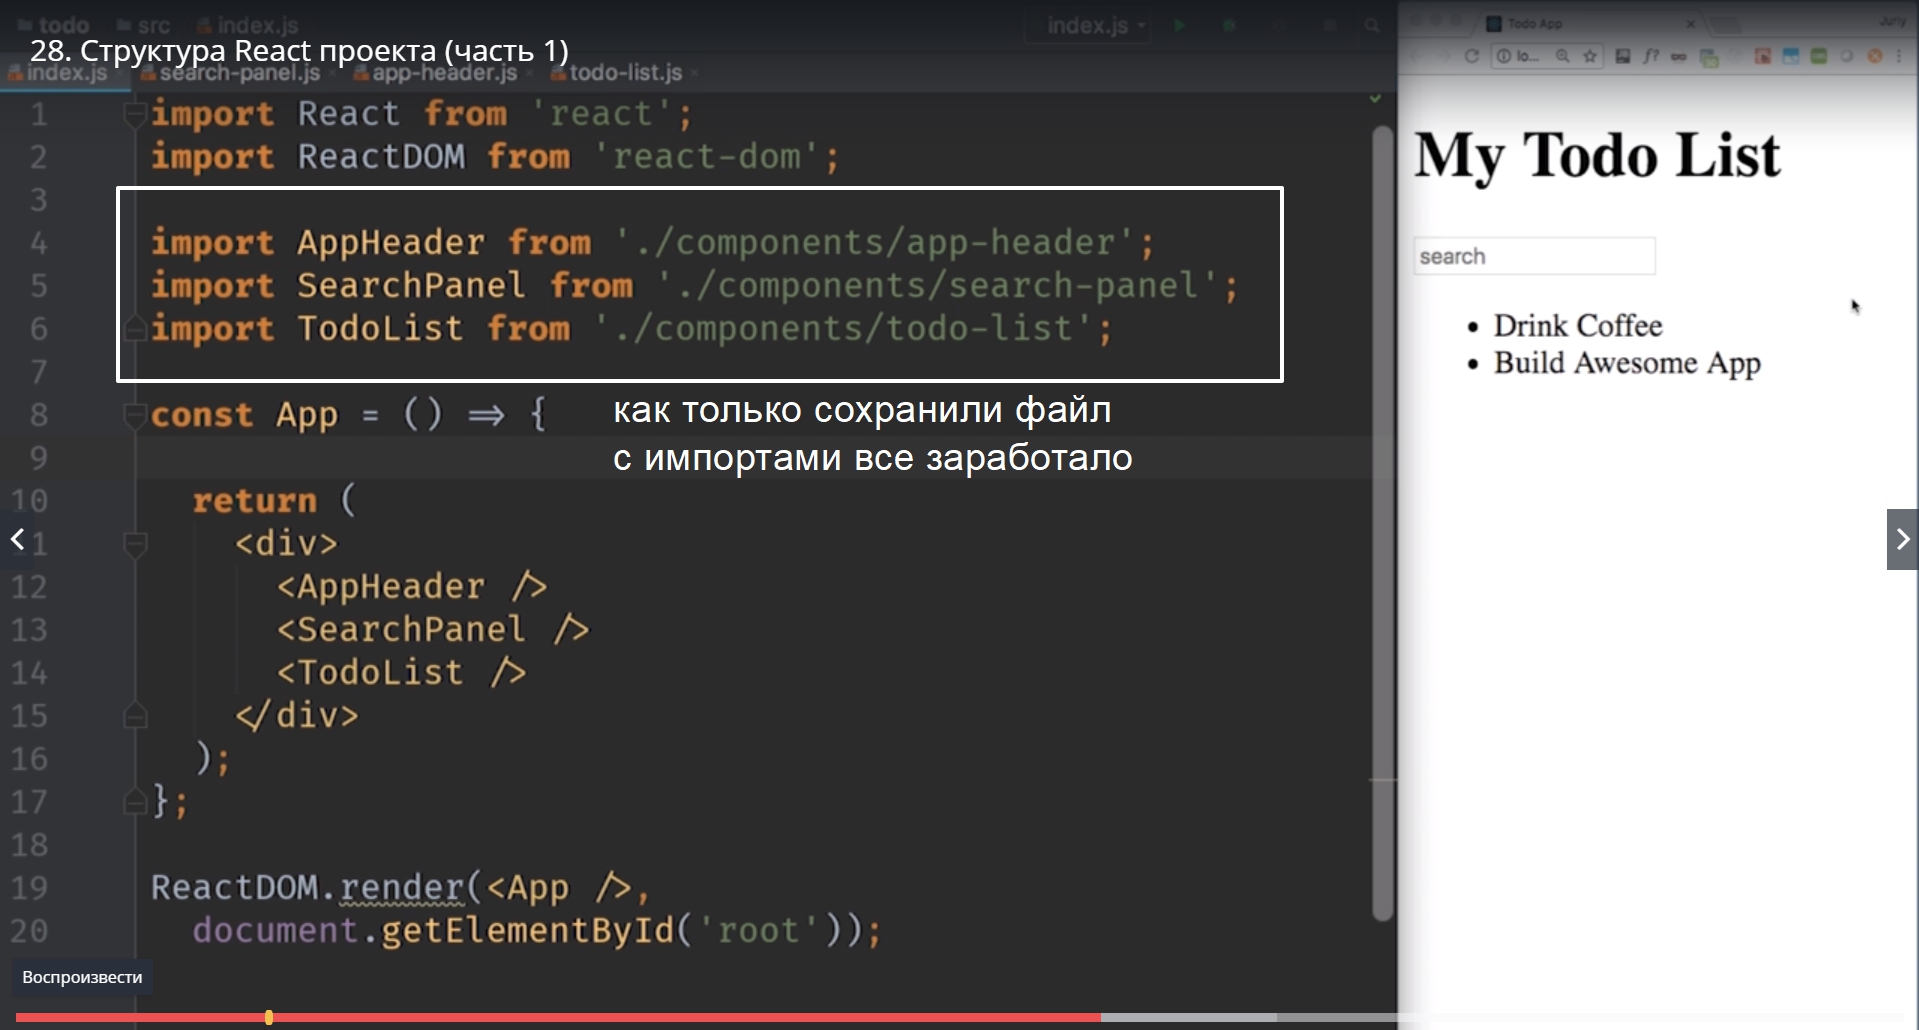 todo src index.js index.js
28. Структура React проекта (часть 1)
index.js search-panel.js app-header.js todo-list.js
1 import React from 'react';
2 import ReactDOM from 'react-dom';
3
4 import AppHeader from './components/app-header';
5 import SearchPanel from './components/search-panel';
6 import TodoList from './components/todo-list';
7
8 const App = () => {
как только сохранили файл
9
с импортами все заработало
10 return (
11 <div>
12 <AppHeader />
13 <SearchPanel />
14 <TodoList />
15 </div>
16 );
17 };
18
19 ReactDOM.render(<App />,
20 document.getElementById('root'));
Воспроизвести
Todo App
lo... f?
My Todo List
search
Drink Coffee
Build Awesome App